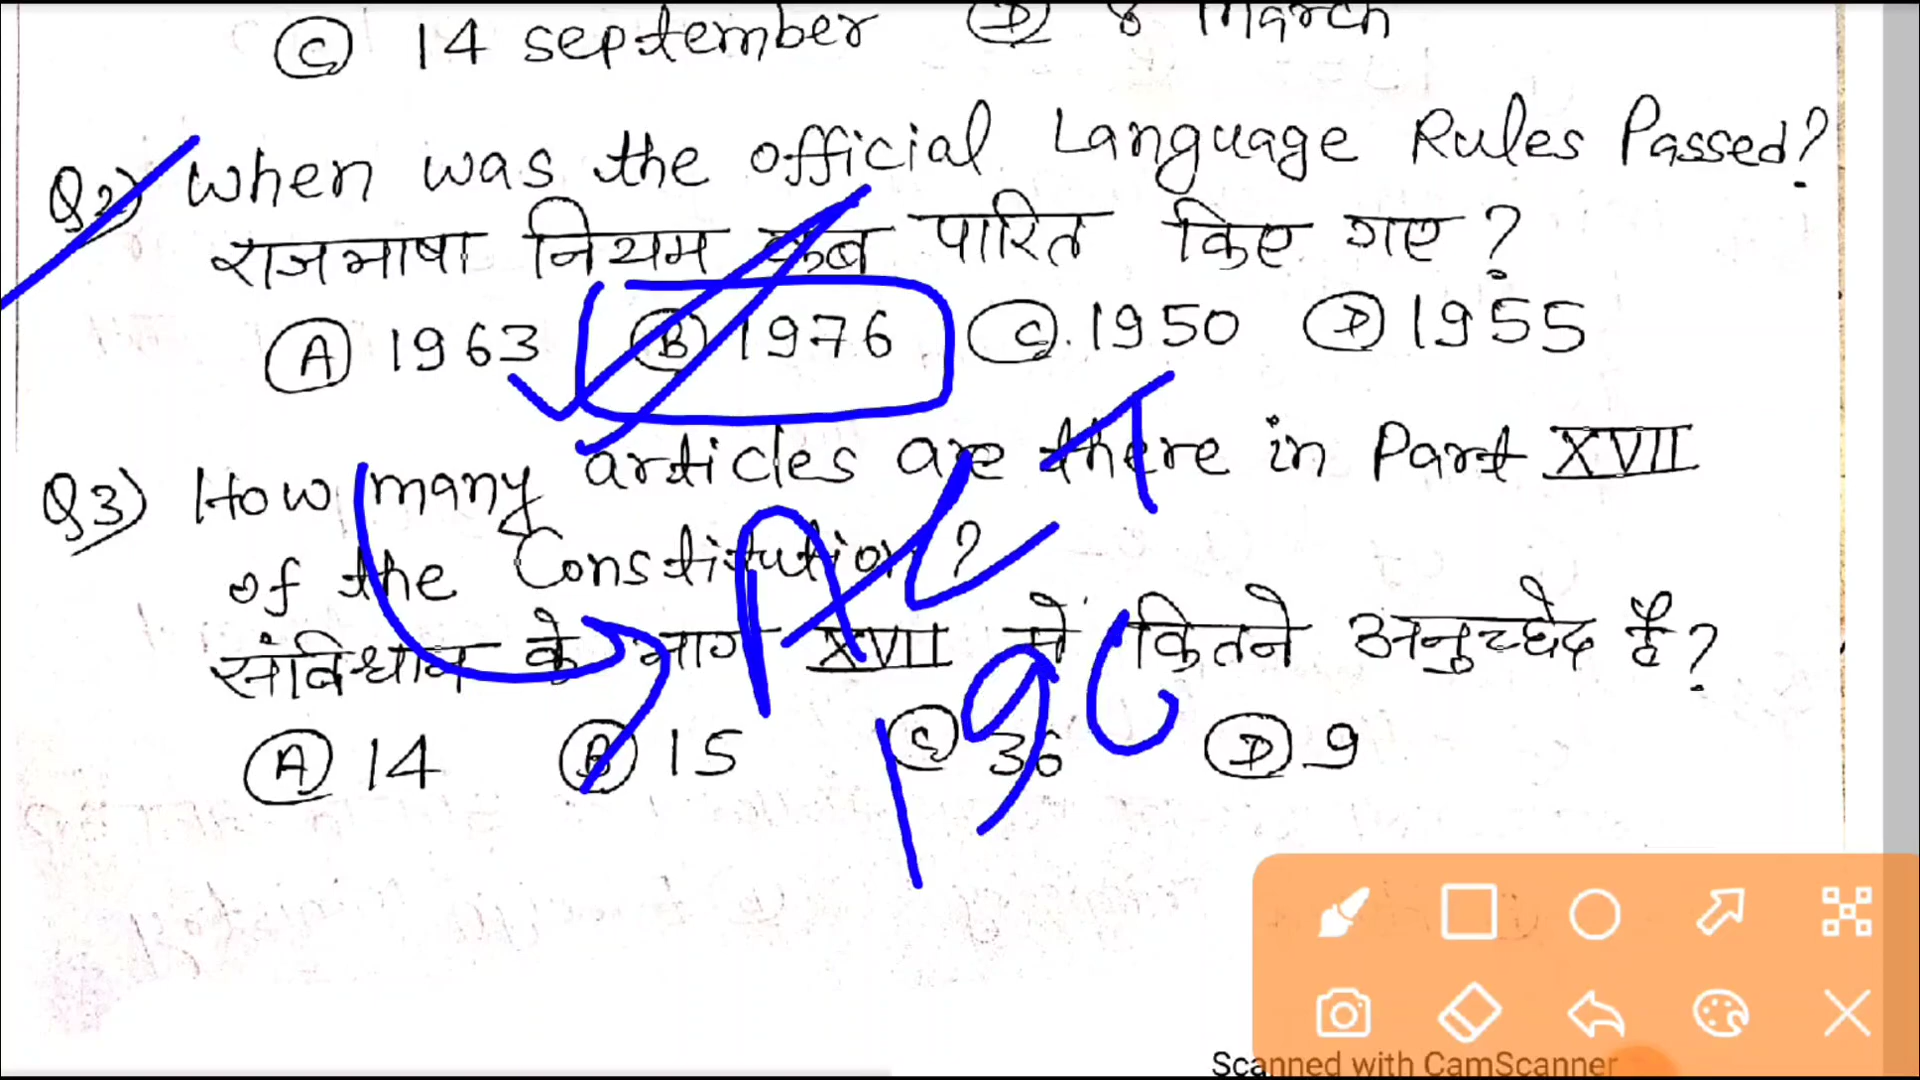 Ⓒ 14 september Ⓓ 8 March
Q2) When was the official Language Rules Passed?
राजभाषा नियम कब पारित किए गए?
Ⓐ 1963 Ⓑ 1976 Ⓒ 1950 Ⓓ 1955
Q3) How many articles are there in Part XVII
of the Constitution?
संविधान के भाग XVII में कितने अनुच्छेद है?
Ⓐ 14 Ⓑ 15 Ⓒ 36 Ⓓ 9
Scanned with CamScanner